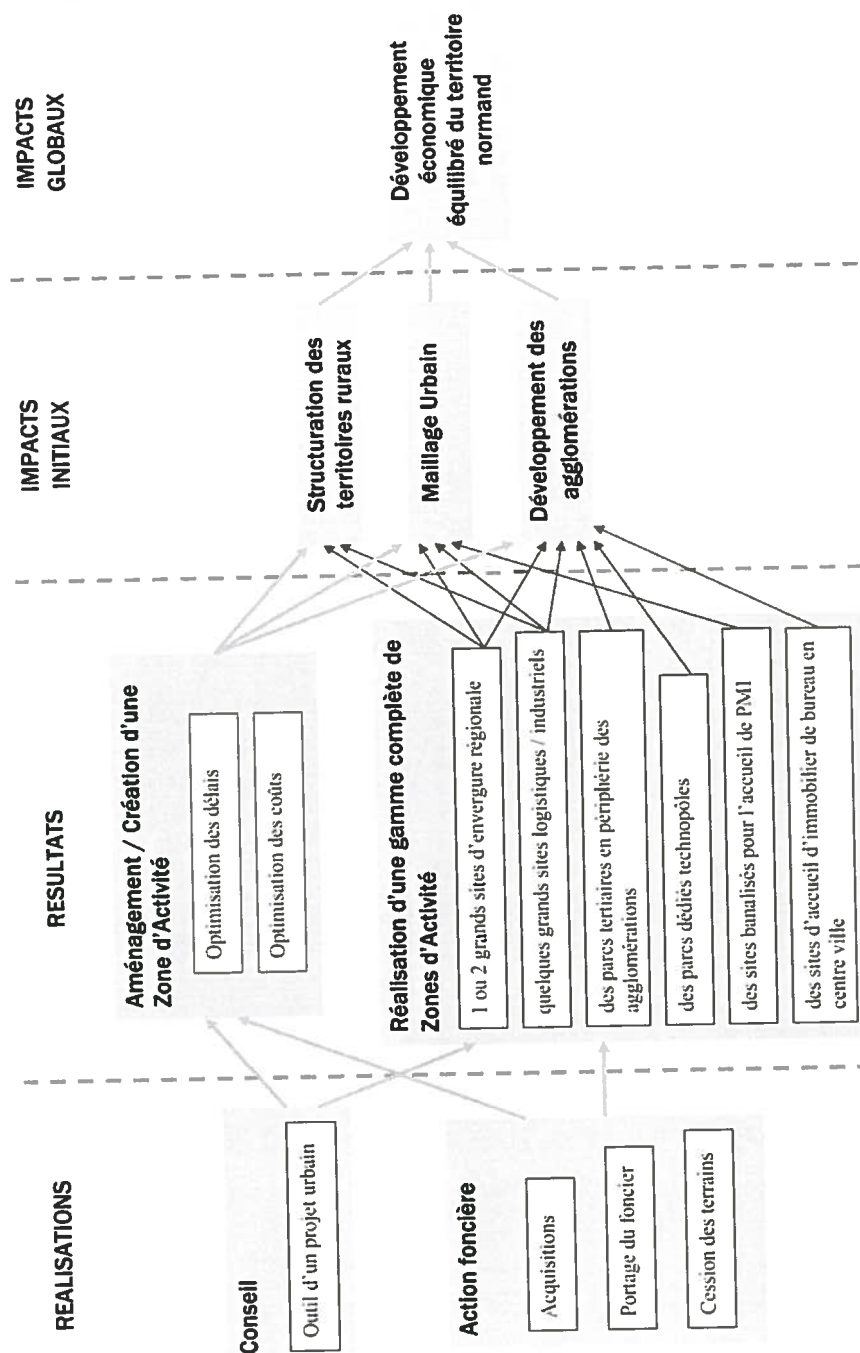 REALISATIONS
RESULTATS
IMPACTS
INITIAUX
IMPACTS
GLOBAUX
Conseil
Outil d'un projet urbain
Action foncière
Acquisitions
Portage du foncier
Cession des terrains
Aménagement / Création d'une
Zone d'Activité
Optimisation des délais
Optimisation des coûts
Réalisation d'une gamme complète de
Zones d'Activité
1 ou 2 grands sites d'envergure régionale
quelques grands sites logistiques / industriels
des parcs tertiaires en périphérie des
agglomérations
des parcs dédiés technopôles
des sites banalisés pour l'accueil de PMI
des sites d'accueil d'immobilier de bureau en
centre ville
Structuration des
territoires ruraux
Maillage Urbain
Développement des
agglomérations
Développement
économique
équilibré du territoire
normand